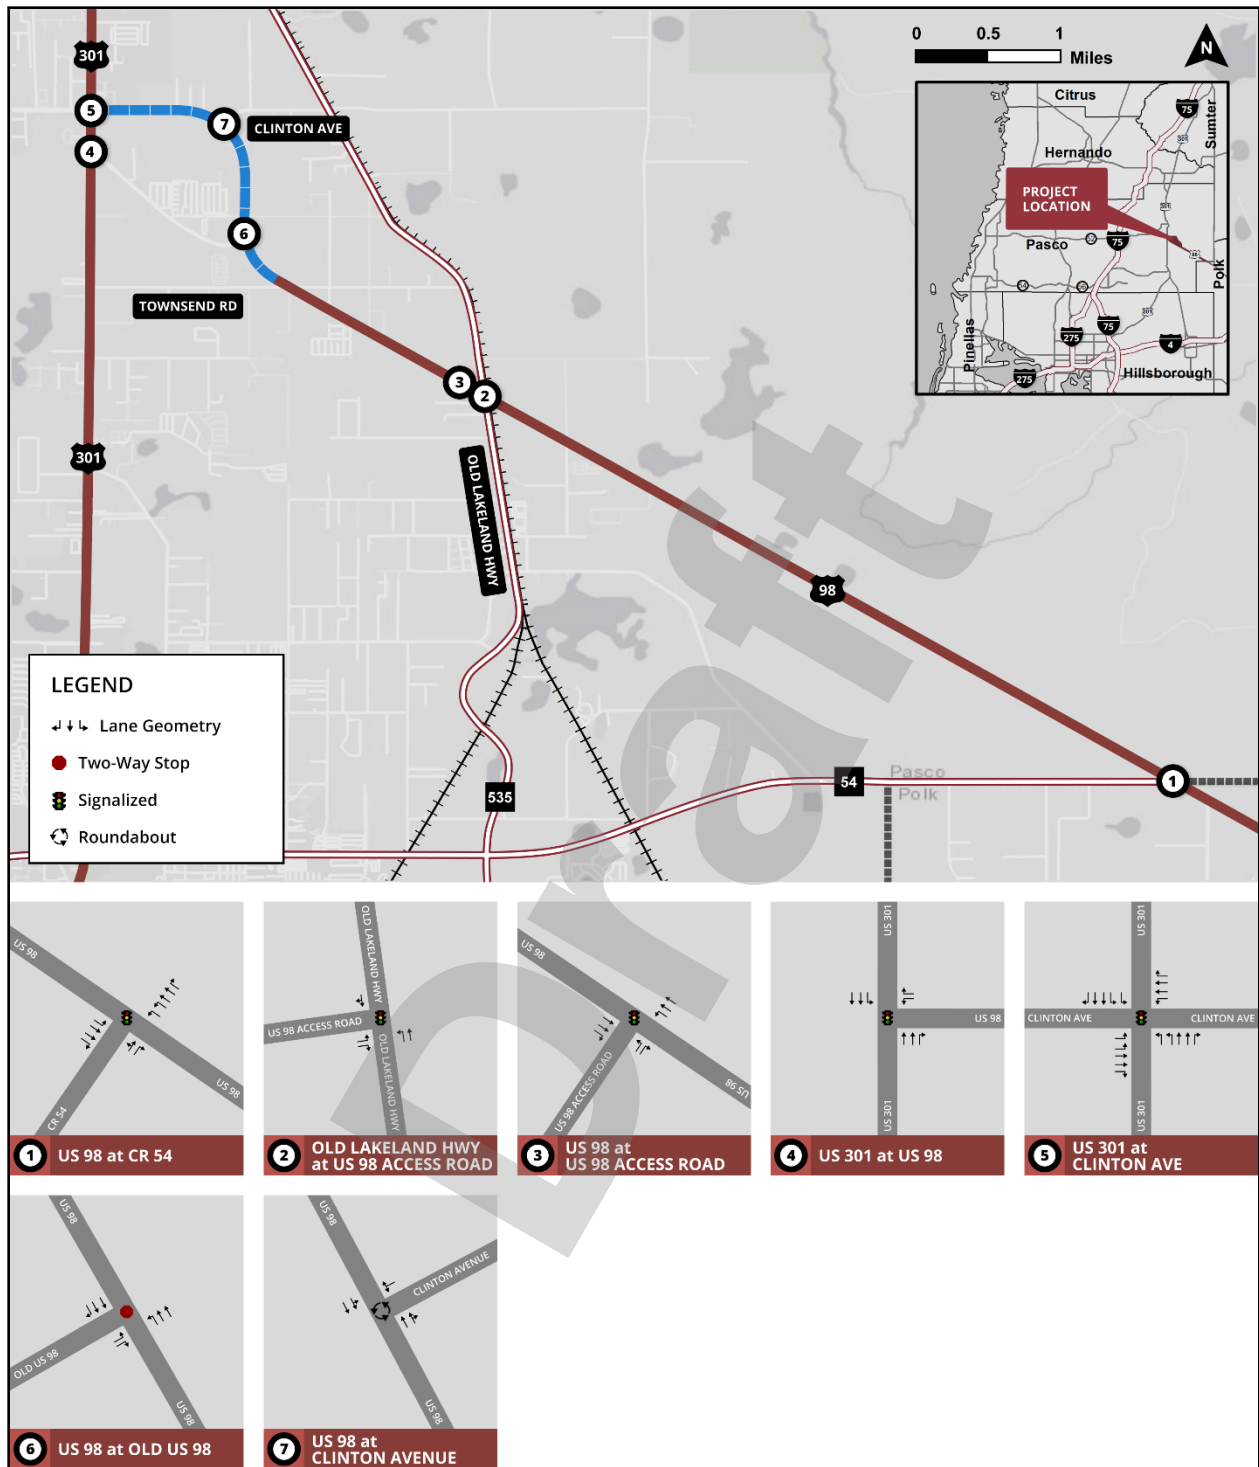 301
5
7
CLINTON AVE
4
6
TOWNSEND RD
3
2
301
OLD LAKELAND HWY
98
535
54
Pasco
Polk
1
0 0.5 1
Miles
N
Citrus
75
Sumter
301
Hernando
PROJECT
LOCATION
301
52
75
Pasco
98
Polk
54
56
301
75
275
4
Pinellas
275
Hillsborough
LEGEND
Lane Geometry
Two-Way Stop
Signalized
Roundabout
Draft
US 98
US 98
CR 54
1 US 98 at CR 54
OLD LAKELAND HWY
US 98 ACCESS ROAD
OLD LAKELAND HWY
2 OLD LAKELAND HWY
at US 98 ACCESS ROAD
US 98
US 98 ACCESS ROAD
US 98
3 US 98 at
US 98 ACCESS ROAD
US 301
US 98
US 301
4 US 301 at US 98
US 301
CLINTON AVE
CLINTON AVE
US 301
5 US 301 at
CLINTON AVE
US 98
OLD US 98
US 98
6 US 98 at OLD US 98
US 98
CLINTON AVENUE
US 98
7 US 98 at
CLINTON AVENUE